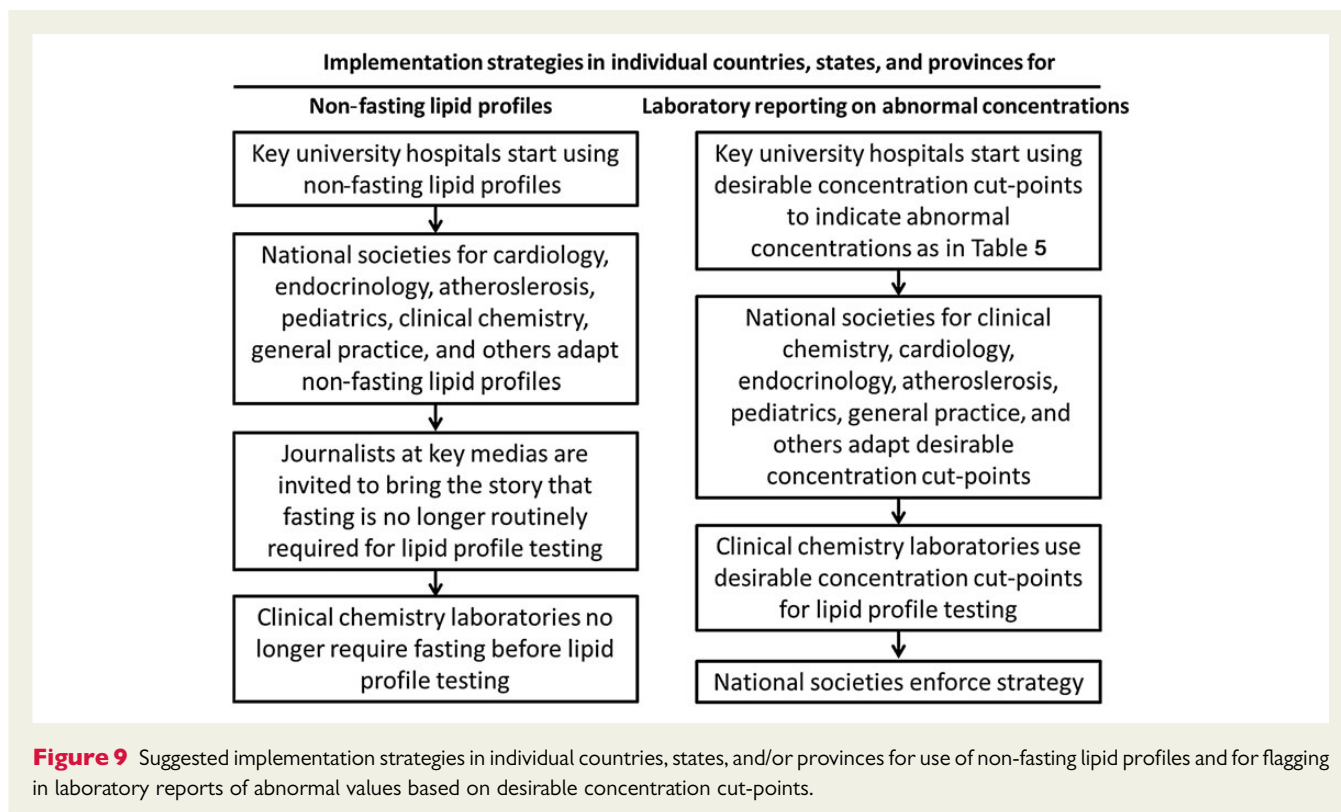 Implementation strategies in individual countries, states, and provinces for
Non-fasting lipid profiles
Key university hospitals start using
non-fasting lipid profiles
National societies for cardiology,
endocrinology, atheroslerosis,
pediatrics, clinical chemistry,
general practice, and others adapt
non-fasting lipid profiles
Journalists at key medias are
invited to bring the story that
fasting is no longer routinely
required for lipid profile testing
Clinical chemistry laboratories no
longer require fasting before lipid
profile testing
Laboratory reporting on abnormal concentrations
Key university hospitals start using
desirable concentration cut-points
to indicate abnormal
concentrations as in Table 5
National societies for clinical
chemistry, cardiology,
endocrinology, atheroslerosis,
pediatrics, general practice, and
others adapt desirable
concentration cut-points
Clinical chemistry laboratories use
desirable concentration cut-points
for lipid profile testing
National societies enforce strategy
Figure 9 Suggested implementation strategies in individual countries, states, and/or provinces for use of non-fasting lipid profiles and for flagging
in laboratory reports of abnormal values based on desirable concentration cut-points.